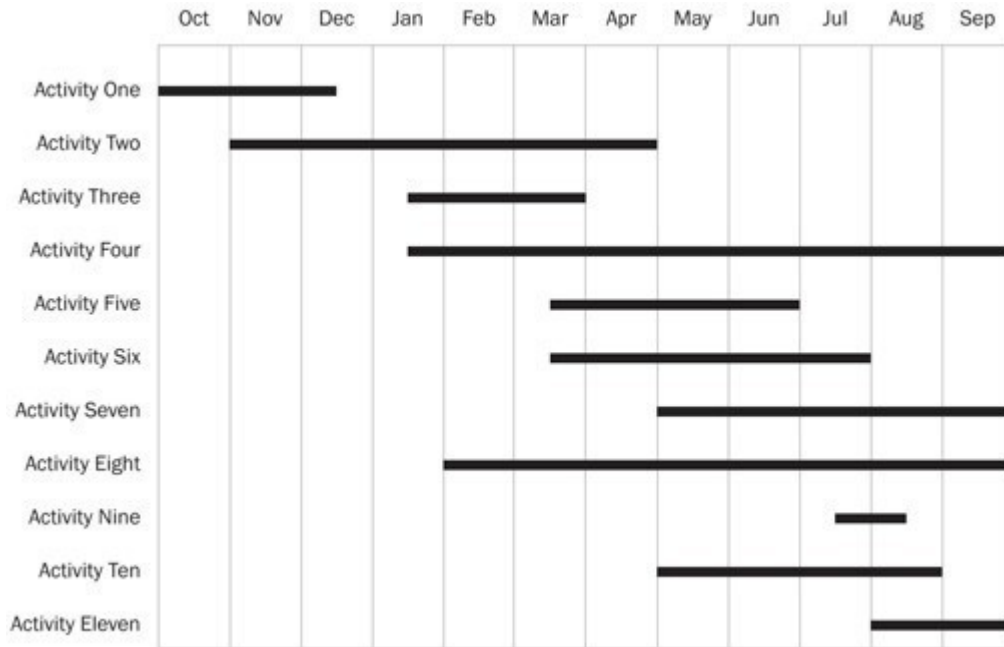 Oct Nov Dec Jan Feb Mar Apr May Jun Jul Aug Sep
Activity One
Activity Two
Activity Three
Activity Four
Activity Five
Activity Six
Activity Seven
Activity Eight
Activity Nine
Activity Ten
Activity Eleven